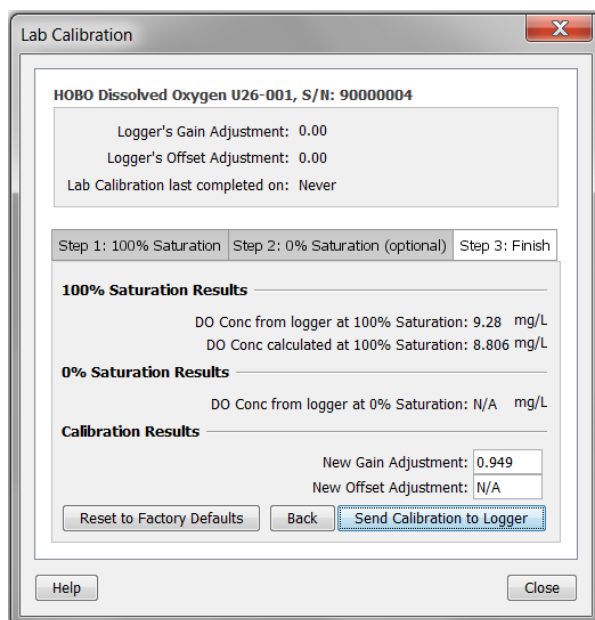 Lab Calibration
HOBO Dissolved Oxygen U26-001, S/N: 90000004
Logger's Gain Adjustment: 0.00
Logger's Offset Adjustment: 0.00
Lab Calibration last completed on: Never
Step 1: 100% Saturation Step 2: 0% Saturation (optional) Step 3: Finish
100% Saturation Results
DO Conc from logger at 100% Saturation: 9.28 mg/L
DO Conc calculated at 100% Saturation: 8.806 mg/L
0% Saturation Results
DO Conc from logger at 0% Saturation: N/A mg/L
Calibration Results
New Gain Adjustment: 0.949
New Offset Adjustment: N/A
Reset to Factory Defaults Back Send Calibration to Logger
Help Close